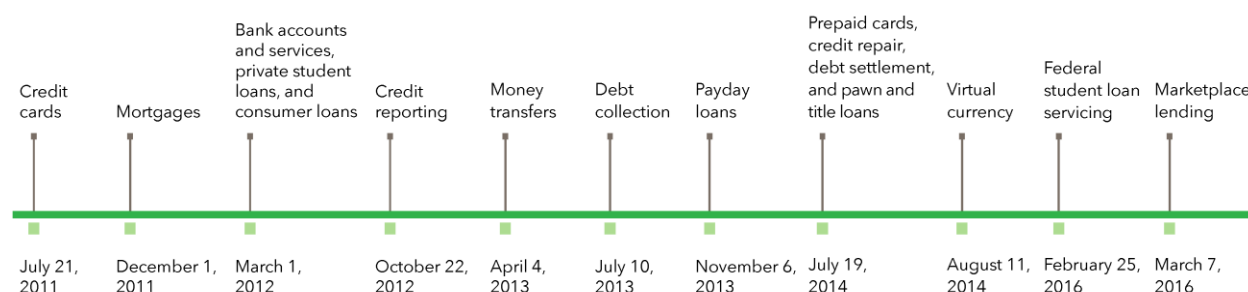 Credit
cards
Mortgages
Bank accounts
and services,
private student
loans, and
consumer loans
Credit
reporting
Money
transfers
Debt
collection
Payday
loans
Prepaid cards,
credit repair,
debt settlement,
and pawn and
title loans
Virtual
currency
Federal
student loan
servicing
Marketplace
lending
July 21,
2011
December 1,
2011
March 1,
2012
October 22,
2012
April 4,
2013
July 10,
2013
November 6,
2013
July 19,
2014
August 11,
2014
February 25,
2016
March 7,
2016